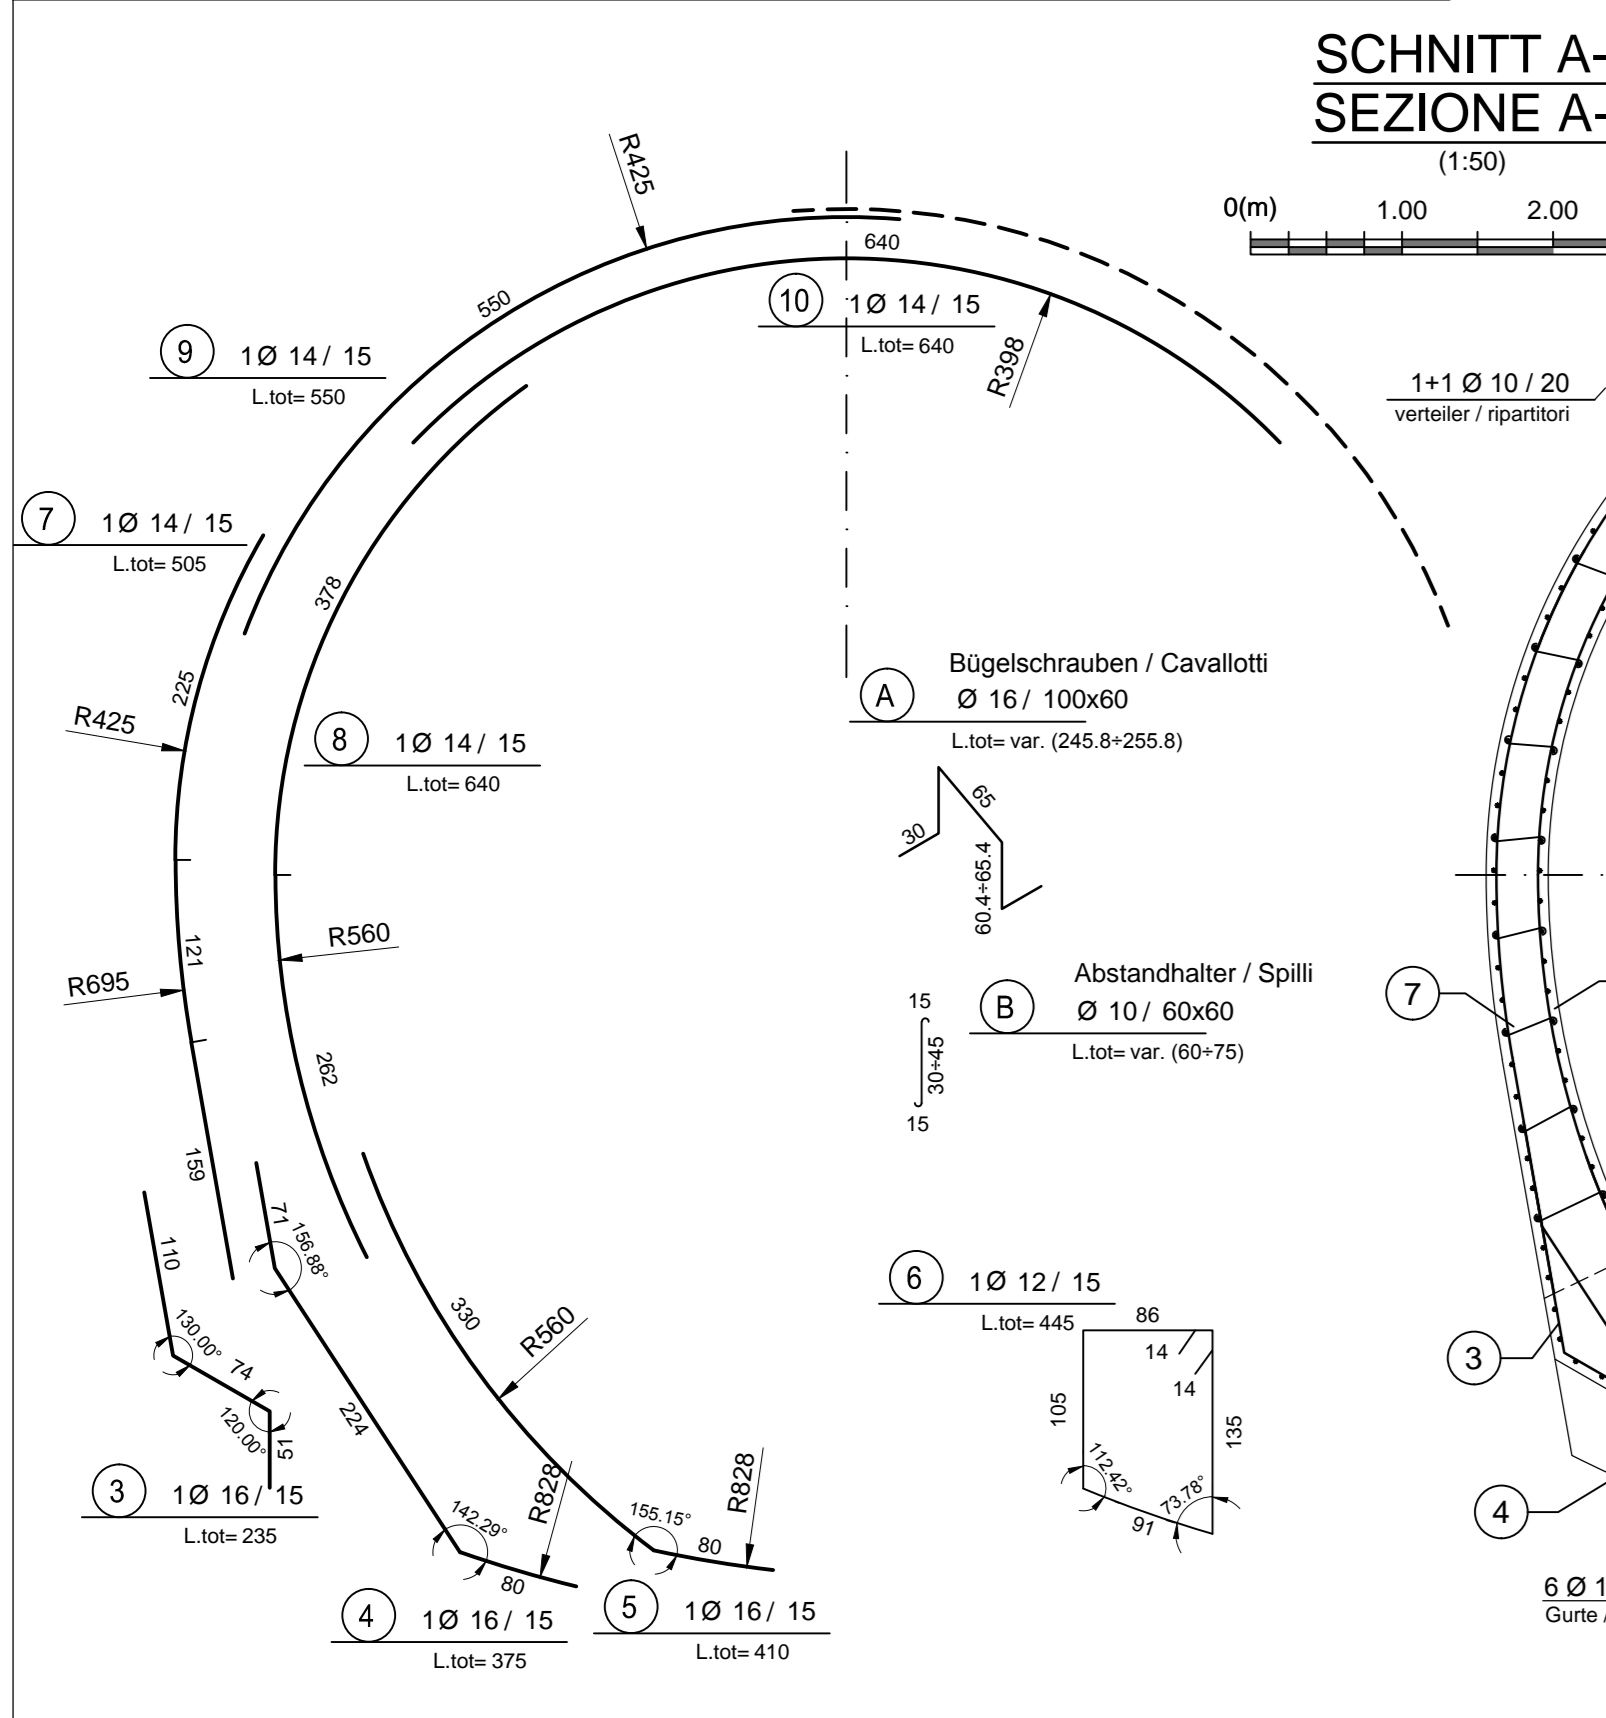 SCHNITT A-
SEZIONE A-
(1:50)
0(m) 1.00 2.00
R425
640
550
10 1Ø 14 / 15
L.tot= 640
R398
9 1Ø 14 / 15
L.tot= 550
1+1 Ø 10 / 20
verteiler / ripartitori
7 1Ø 14 / 15
L.tot= 505
378
225
R425
8 1Ø 14 / 15
L.tot= 640
A Bügelschrauben / Cavallotti
Ø 16 / 100x60
L.tot= var. (245.8÷255.8)
65
30
60.4÷65.4
121
R560
R695
B Abstandhalter / Spilli
Ø 10 / 60x60
L.tot= var. (60÷75)
15
30÷45
15
7
262
159
71
156.88°
110
130.00°
74
120.00°
51
224
330
R560
3 1Ø 16 / 15
L.tot= 235
142.29°
R828
80
155.15°
R828
80
4 1Ø 16 / 15
L.tot= 375
5 1Ø 16 / 15
L.tot= 410
6 1Ø 12 / 15
L.tot= 445
86
14
14
105
135
112.42°
73.78°
91
3
4
6 Ø 1
Gurte /